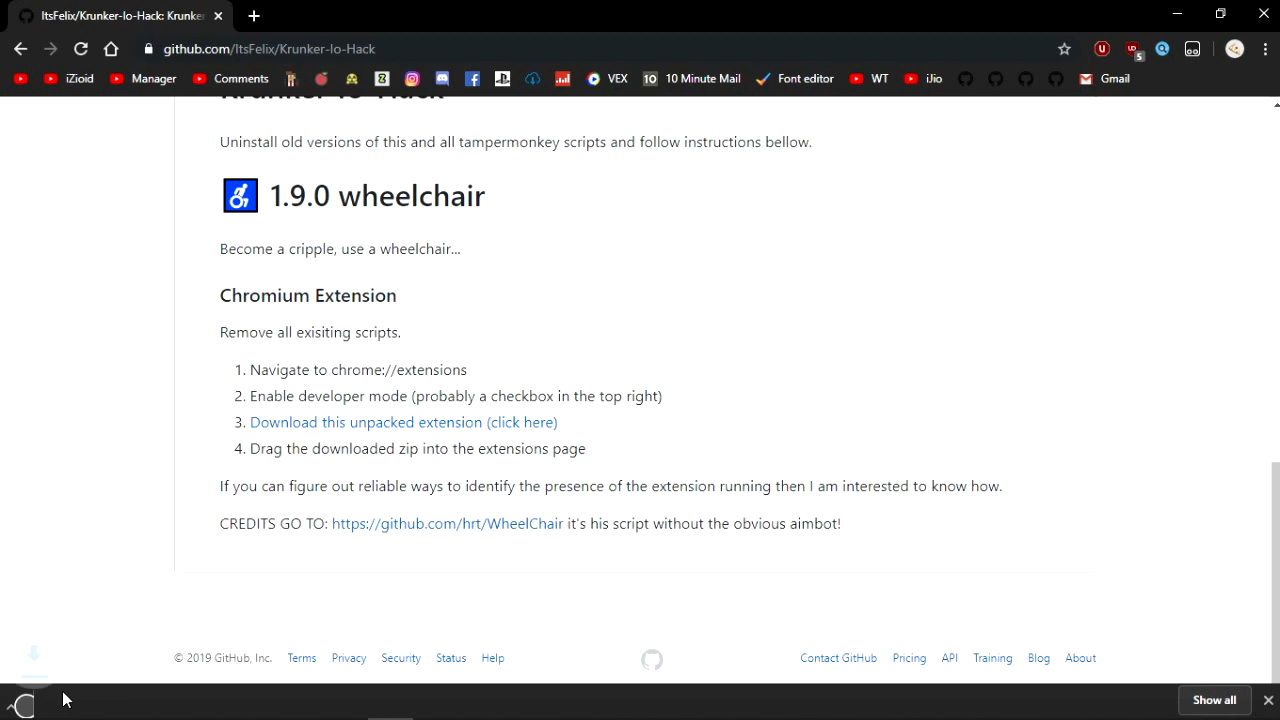 ItsFelix/Krunker-Io-Hack: Krunke
github.com/ItsFelix/Krunker-Io-Hack
5
iZioid
Manager
Comments
VEX
10 10 Minute Mail
Font editor
WT
iJio
Gmail
Krunker-Io-Hack
Uninstall old versions of this and all tampermonkey scripts and follow instructions bellow.
1.9.0 wheelchair
Become a cripple, use a wheelchair...
Chromium Extension
Remove all exisiting scripts.
1. Navigate to chrome://extensions
2. Enable developer mode (probably a checkbox in the top right)
3. Download this unpacked extension (click here)
4. Drag the downloaded zip into the extensions page
If you can figure out reliable ways to identify the presence of the extension running then I am interested to know how.
CREDITS GO TO: https://github.com/hrt/WheelChair it's his script without the obvious aimbot!
© 2019 GitHub, Inc. Terms Privacy Security Status Help
Contact GitHub Pricing API Training Blog About
Show all